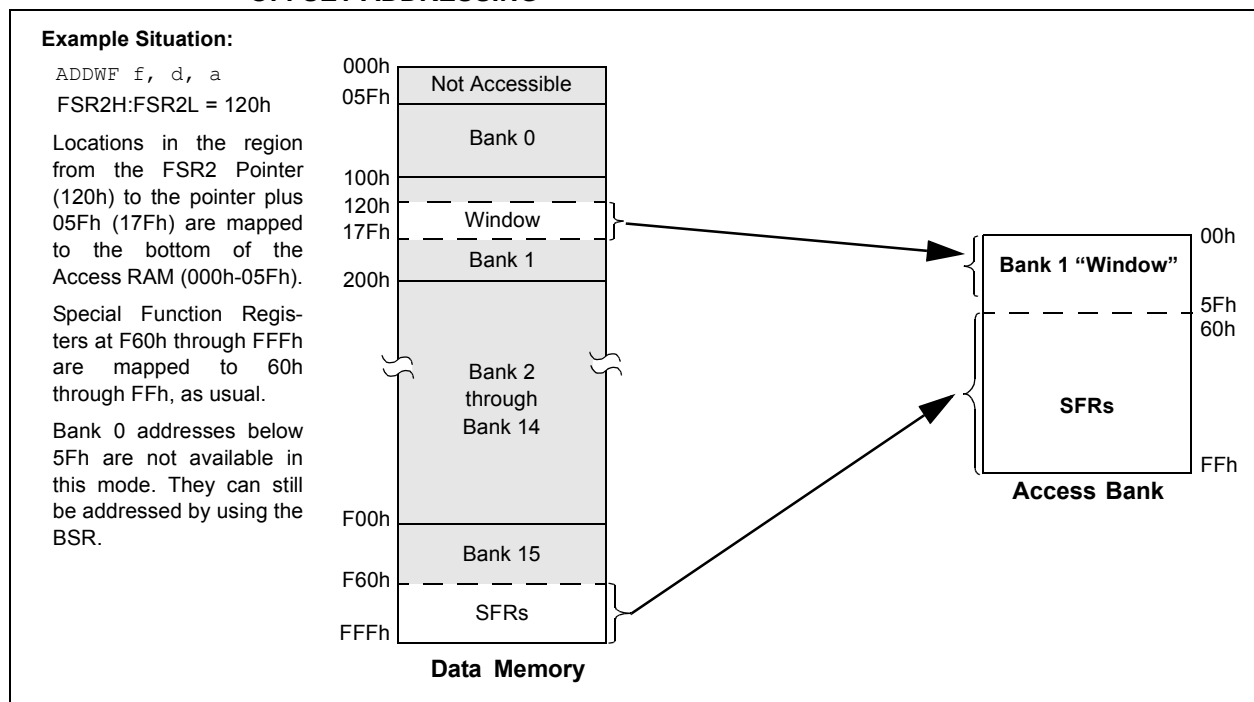 OFFSET ADDRESSING
Example Situation:
ADDWF f, d, a
FSR2H:FSR2L = 120h
Locations in the region
from the FSR2 Pointer
(120h) to the pointer plus
05Fh (17Fh) are mapped
to the bottom of the
Access RAM (000h-05Fh).
Special Function Regis-
ters at F60h through FFFh
are mapped to 60h
through FFh, as usual.
Bank 0 addresses below
5Fh are not available in
this mode. They can still
be addressed by using the
BSR.
000h
Not Accessible
05Fh
Bank 0
100h
120h
Window
17Fh
Bank 1
200h
Bank 2
through
Bank 14
F00h
Bank 15
F60h
SFRs
FFFh
Data Memory
00h
Bank 1 “Window”
5Fh
60h
SFRs
FFh
Access Bank